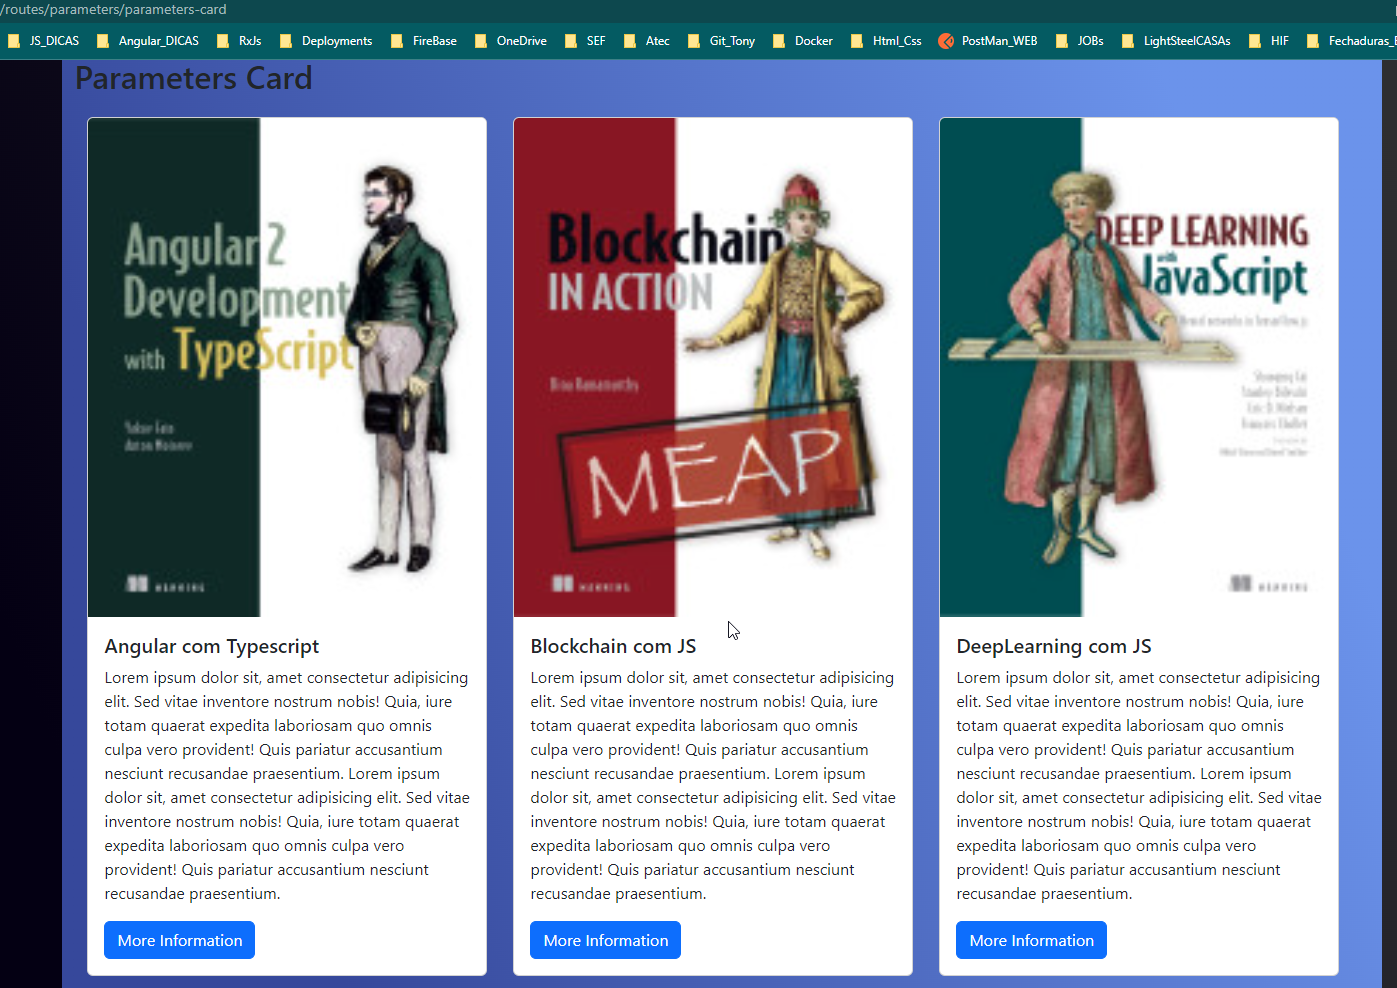 /routes/parameters/parameters-card
JS_DICAS Angular_DICAS RxJs Deployments FireBase OneDrive SEF Atec Git_Tony Docker Html_Css PostMan_WEB JOBs LightSteelCASAs HIF Fechaduras_E
Parameters Card
Angular 2
Development
with TypeScript
Yakov Fain
Anton Moiseev
MANNING
Blockchain
IN ACTION
MEAP
MANNING
DEEP LEARNING
with
JavaScript
MANNING
Angular com Typescript
Lorem ipsum dolor sit, amet consectetur adipisicing
elit. Sed vitae inventore nostrum nobis! Quia, iure
totam quaerat expedita laboriosam quo omnis
culpa vero provident! Quis pariatur accusantium
nesciunt recusandae praesentium. Lorem ipsum
dolor sit, amet consectetur adipisicing elit. Sed vitae
inventore nostrum nobis! Quia, iure totam quaerat
expedita laboriosam quo omnis culpa vero
provident! Quis pariatur accusantium nesciunt
recusandae praesentium.
More Information
Blockchain com JS
Lorem ipsum dolor sit, amet consectetur adipisicing
elit. Sed vitae inventore nostrum nobis! Quia, iure
totam quaerat expedita laboriosam quo omnis
culpa vero provident! Quis pariatur accusantium
nesciunt recusandae praesentium. Lorem ipsum
dolor sit, amet consectetur adipisicing elit. Sed vitae
inventore nostrum nobis! Quia, iure totam quaerat
expedita laboriosam quo omnis culpa vero
provident! Quis pariatur accusantium nesciunt
recusandae praesentium.
More Information
DeepLearning com JS
Lorem ipsum dolor sit, amet consectetur adipisicing
elit. Sed vitae inventore nostrum nobis! Quia, iure
totam quaerat expedita laboriosam quo omnis
culpa vero provident! Quis pariatur accusantium
nesciunt recusandae praesentium. Lorem ipsum
dolor sit, amet consectetur adipisicing elit. Sed vitae
inventore nostrum nobis! Quia, iure totam quaerat
expedita laboriosam quo omnis culpa vero
provident! Quis pariatur accusantium nesciunt
recusandae praesentium.
More Information